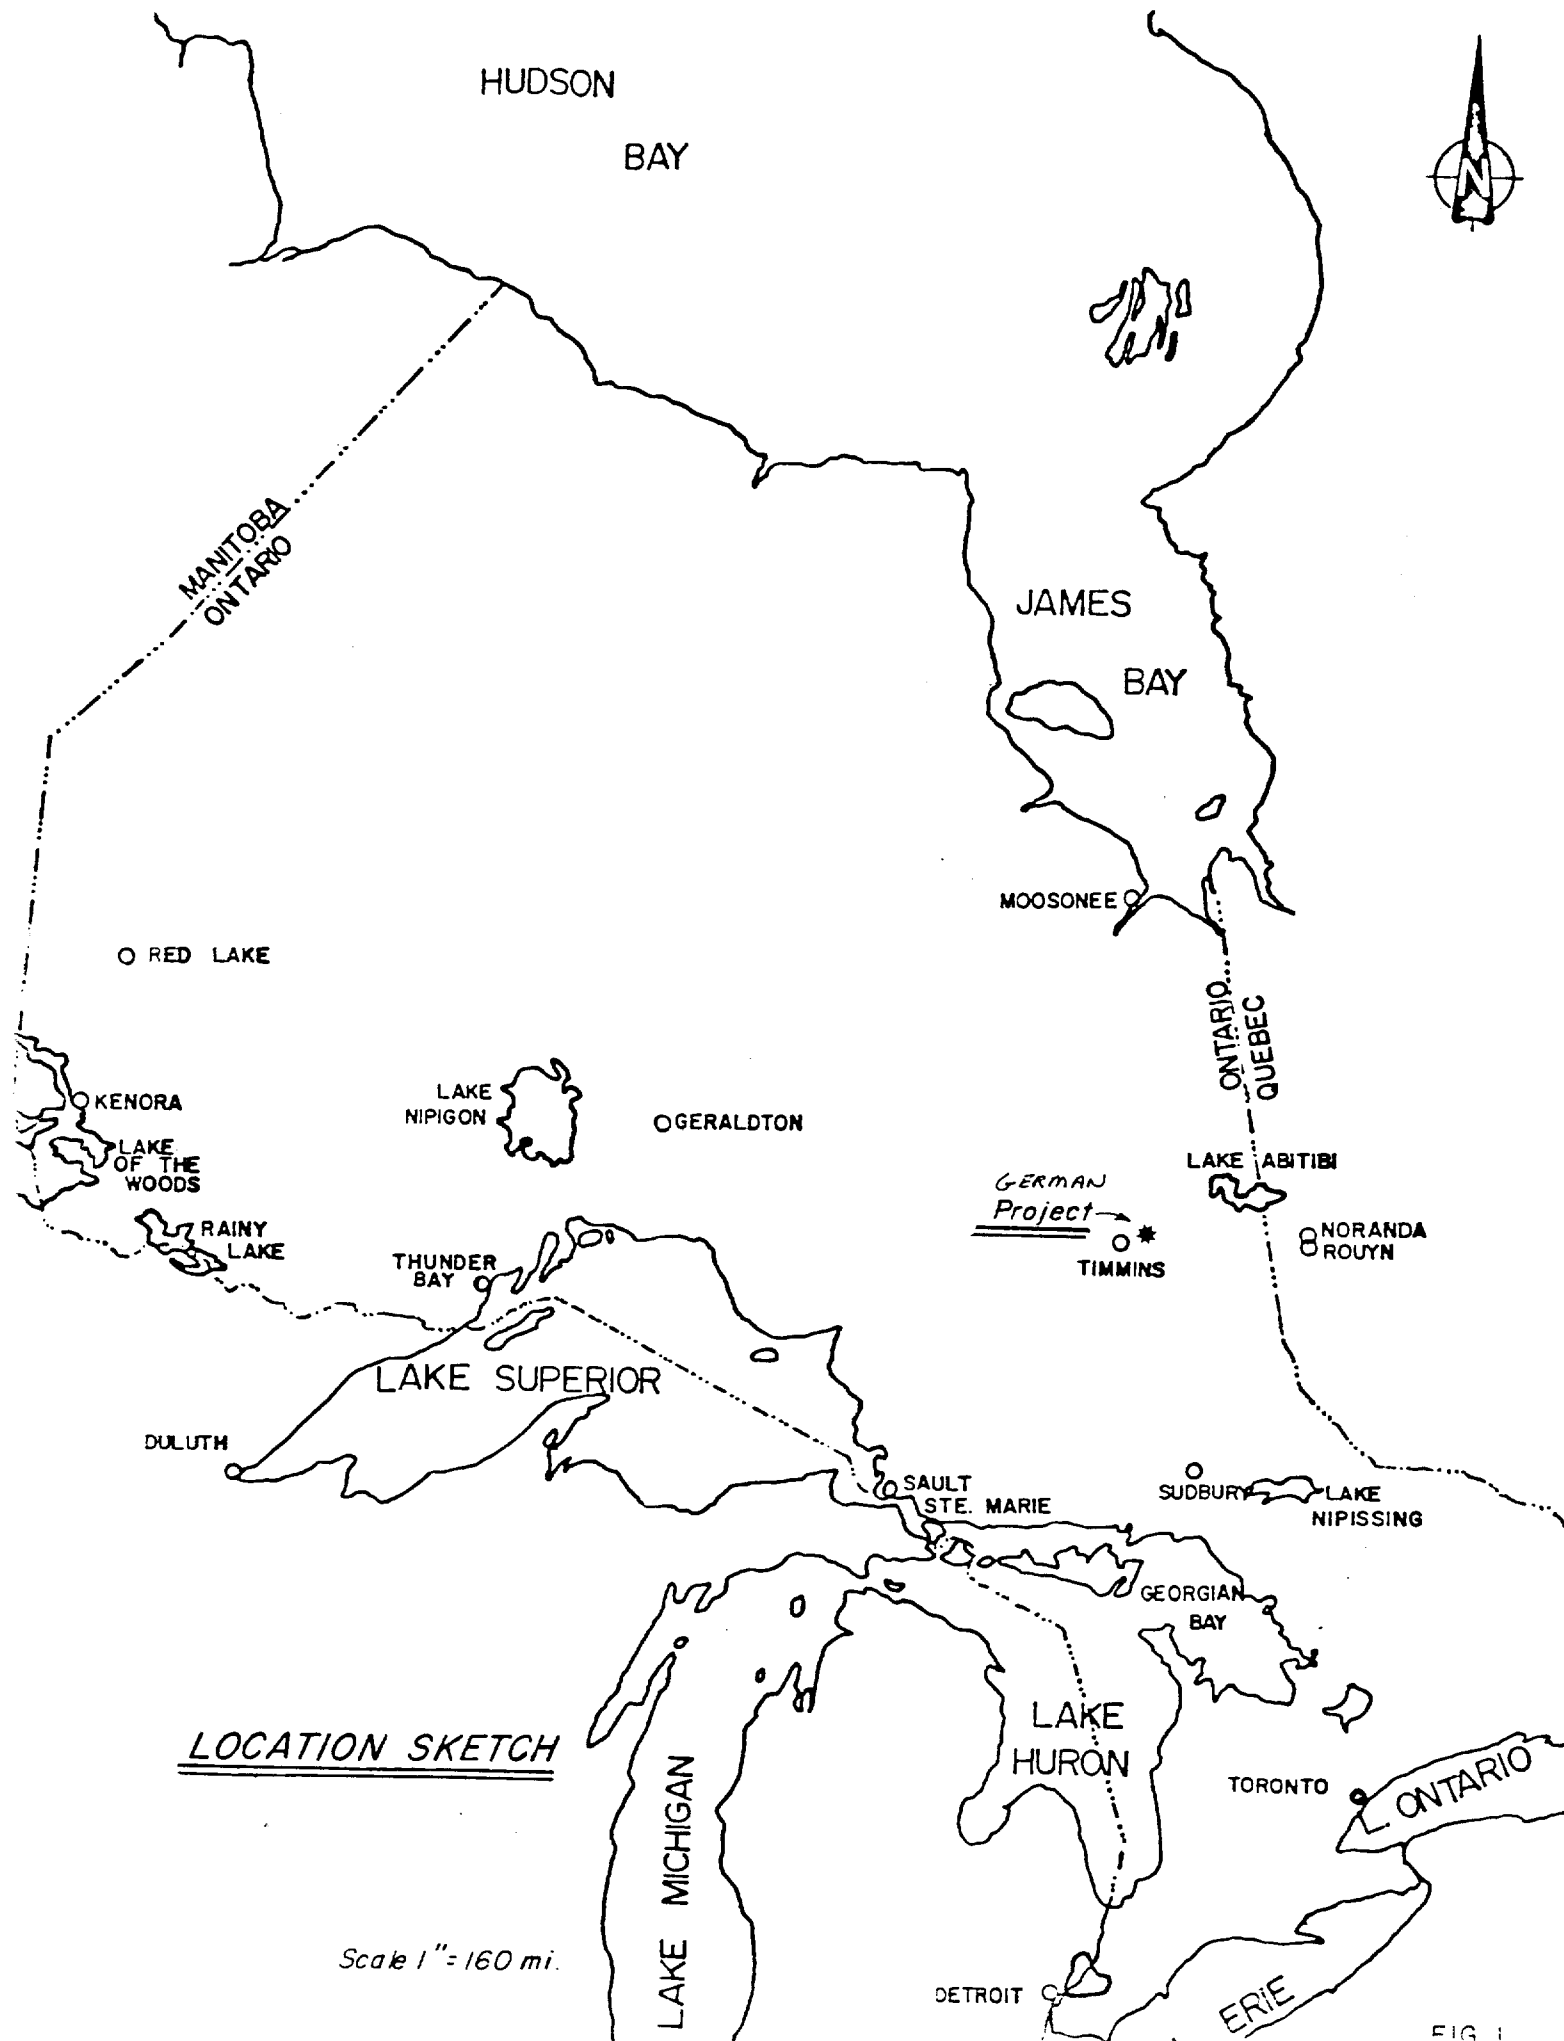 HUDSON
BAY
N
MANITOBA
ONTARIO
JAMES
BAY
MOOSONEE
RED LAKE
ONTARIO
QUEBEC
KENORA
LAKE
NIPIGON
GERALDTON
LAKE
OF THE
WOODS
LAKE ABITIBI
GERMAN
Project
RAINY
LAKE
NORANDA
ROUYN
THUNDER
BAY
TIMMINS
LAKE SUPERIOR
DULUTH
SAULT
STE. MARIE
SUDBURY
LAKE
NIPISSING
GEORGIAN
BAY
LAKE
HURON
LOCATION SKETCH
LAKE MICHIGAN
TORONTO
L. ONTARIO
Scale 1"=160 mi.
DETROIT
ERIE
FIG. 1